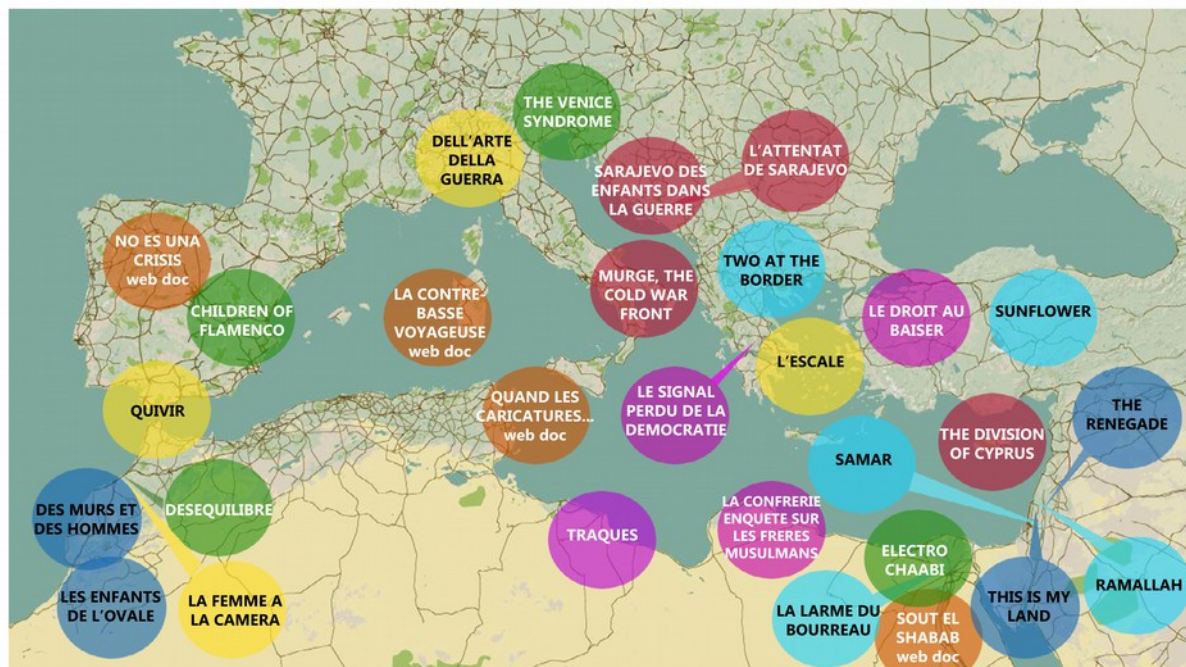 THE VENICE
SYNDROME
DELL'ARTE
DELLA
GUERRA
SARAJEVO DES
ENFANTS DANS
LA GUERRE
L'ATTENTAT
DE SARAJEVO
NO ES UNA
CRISIS
web doc
CHILDREN OF
FLAMENCO
LA CONTRE-
BASSE
VOYAGEUSE
web doc
MURGE, THE
COLD WAR
FRONT
TWO AT THE
BORDER
LE DROIT AU
BAISER
SUNFLOWER
QUIVIR
QUAND LES
CARICATURES...
web doc
LE SIGNAL
PERDU DE LA
DEMOCRATIE
L'ESCALE
THE
RENEGADE
SAMAR
THE DIVISION
OF CYPRUS
DES MURS ET
DES HOMMES
DESEQUILIBRE
TRAQUES
LA CONFRERIE
ENQUETE SUR
LES FRERES
MUSULMANS
ELECTRO
CHAABI
LES ENFANTS
DE L'OVALE
LA FEMME A
LA CAMERA
LA LARME DU
BOURREAU
SOUT EL
SHABAB
web doc
THIS IS MY
LAND
RAMALLAH